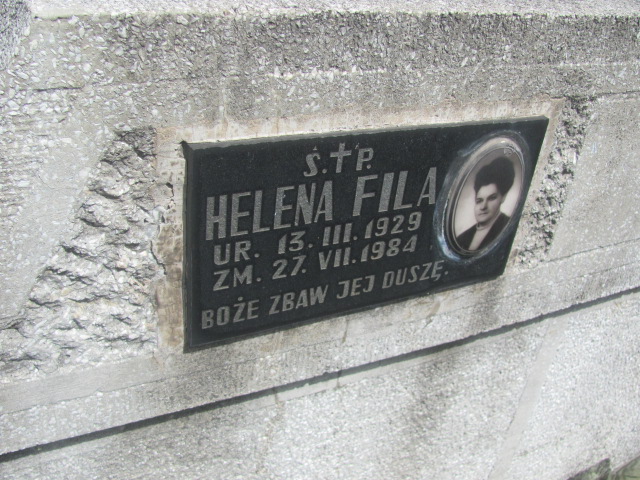 Ś.†P.
HELENA FILA
UR. 13. III. 1929
ZM. 27. VII. 1984
BOŻE ZBAW JEJ DUSZĘ.